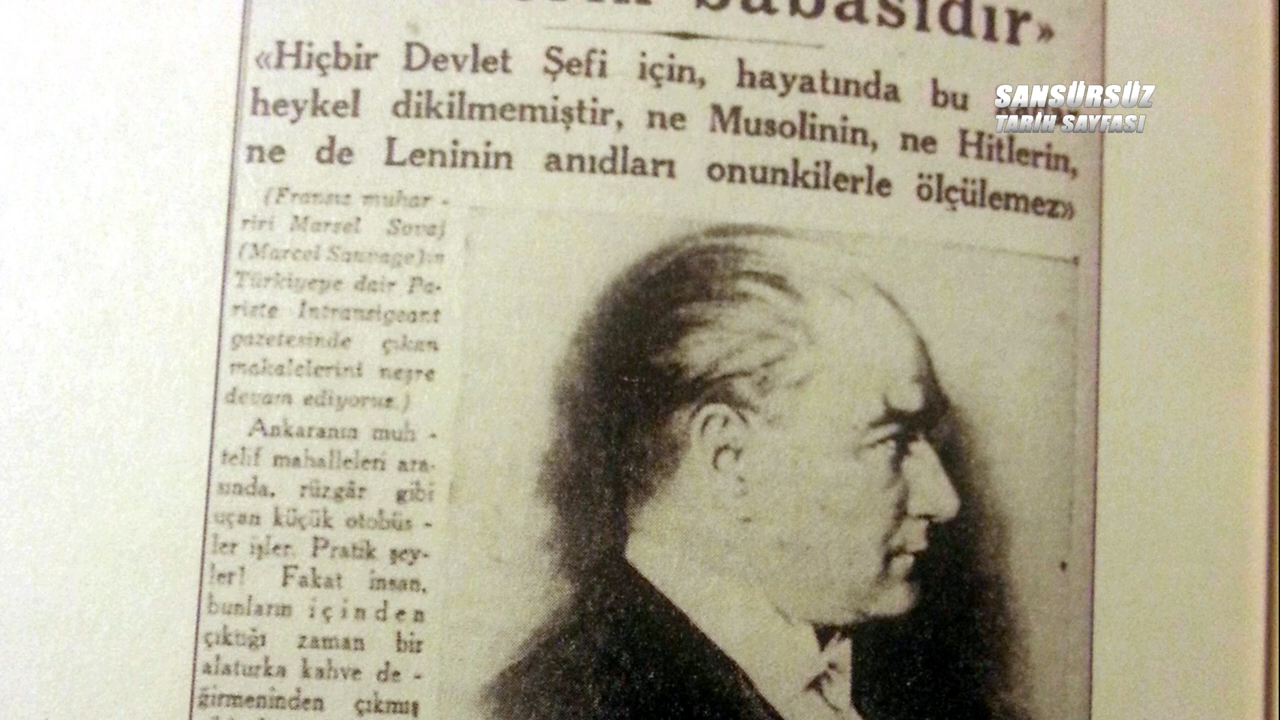 babasıdır»
«Hiçbir Devlet Şefi için, hayatında bu
heykel dikilmemiştir, ne Musolinin, ne Hitlerin,
ne de Leninin anıdları onunkilerle ölçülemez»
SANSÜRSÜZ
TARİH SAYFASI
(Fransız muhar -
riri Marsel Sovaj
(Marcel Sauvage)ın
Türkiyeye dair Pa-
riste Intransigeant
gazetesinde çıkan
makalelerini neşre
devam ediyoruz.)
Ankaranın muh -
telif mahalleleri ara-
sında, rüzgâr gibi
uçan küçük otobüs -
ler işler. Pratik şey-
ler! Fakat insan,
bunların içinden
çıktığı zaman bir
alaturka kahve de -
ğirmeninden çıkmış